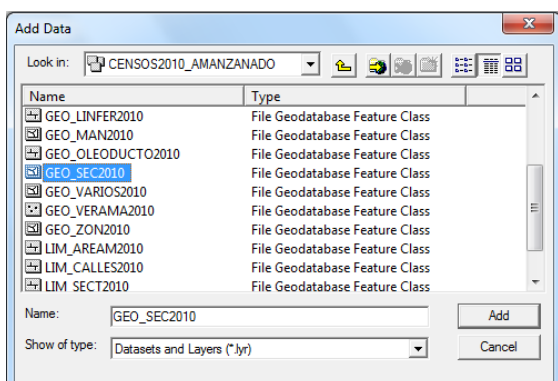 Add Data
Look in: CENSOS2010_AMANZANADO
Name Type
GEO_LINFER2010 File Geodatabase Feature Class
GEO_MAN2010 File Geodatabase Feature Class
GEO_OLEODUCTO2010 File Geodatabase Feature Class
GEO_SEC2010 File Geodatabase Feature Class
GEO_VARIOS2010 File Geodatabase Feature Class
GEO_VERAMA2010 File Geodatabase Feature Class
GEO_ZON2010 File Geodatabase Feature Class
LIM_AREAM2010 File Geodatabase Feature Class
LIM_CALLES2010 File Geodatabase Feature Class
LIM_SECT2010 File Geodatabase Feature Class
Name: GEO_SEC2010 Add
Show of type: Datasets and Layers (*.lyr) Cancel